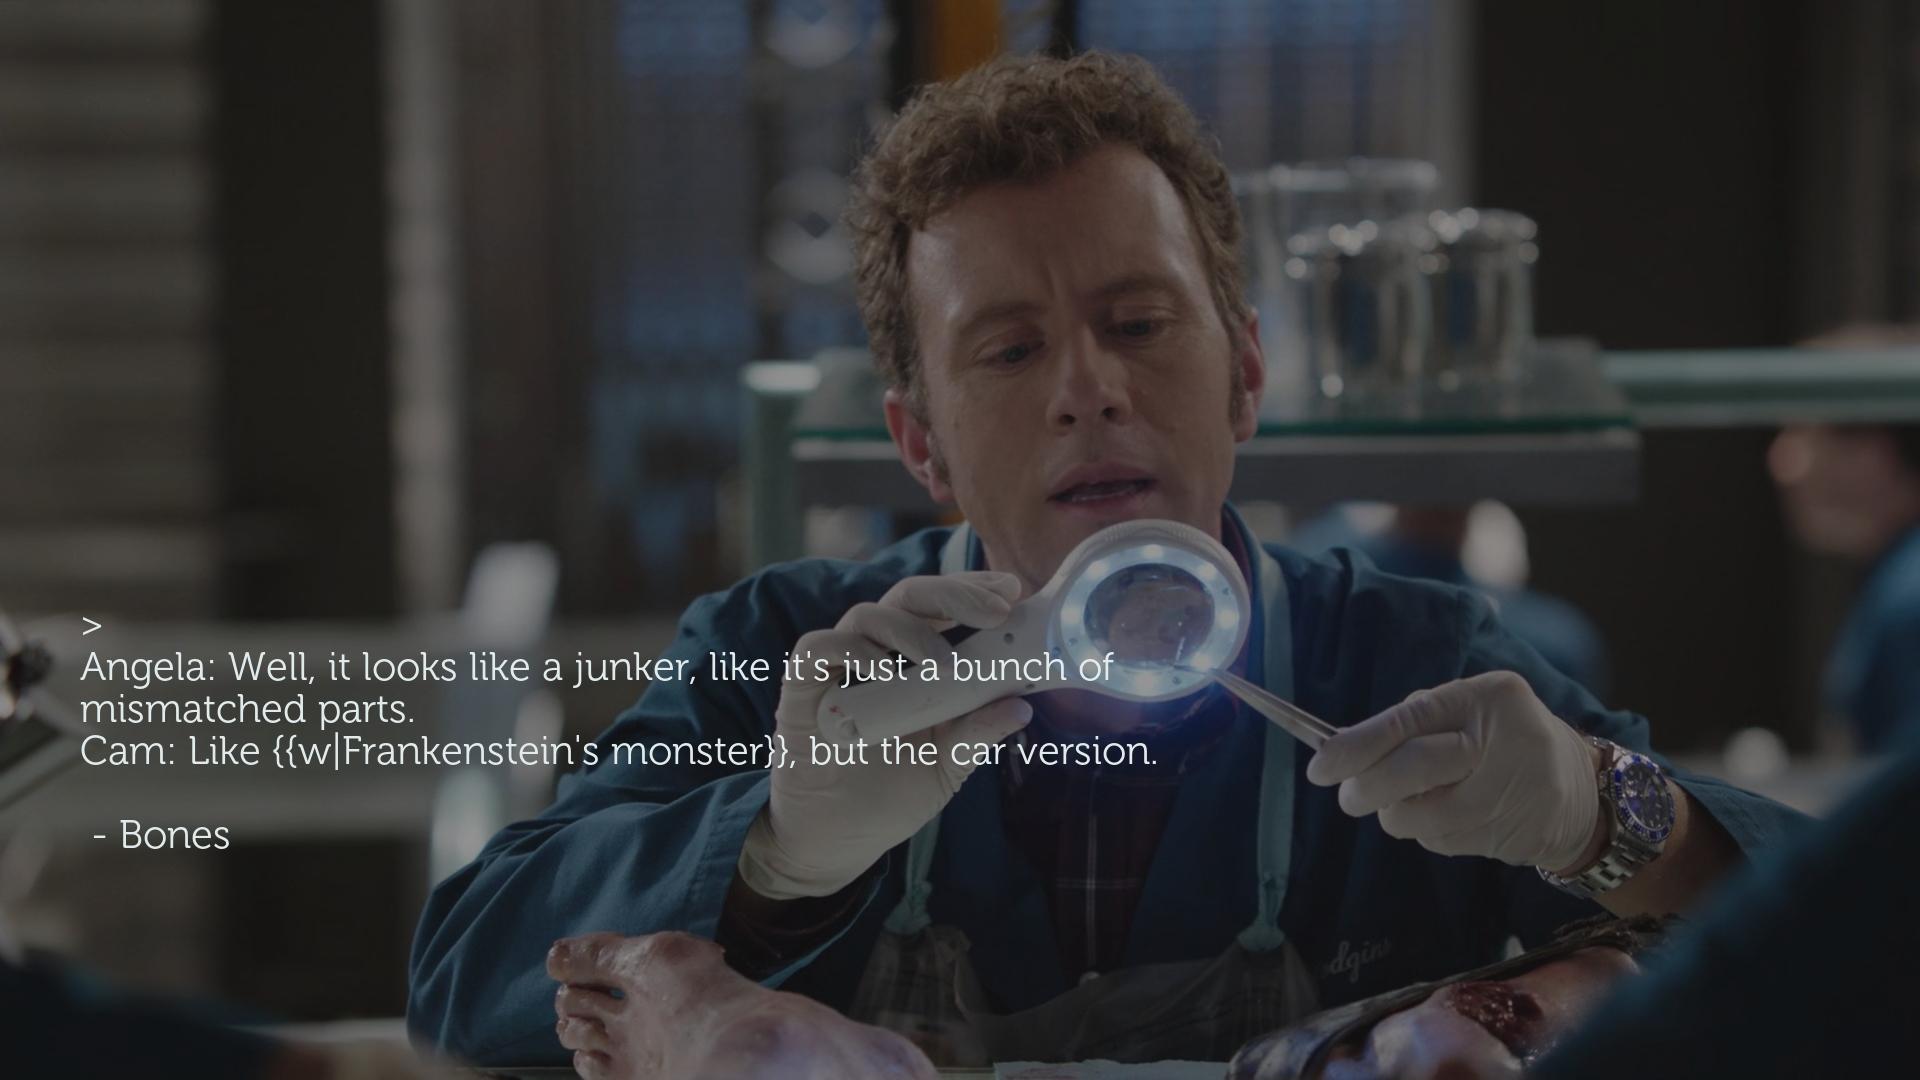 >
Angela: Well, it looks like a junker, like it's just a bunch of
mismatched parts.
Cam: Like {{w|Frankenstein's monster}}, but the car version.
- Bones
odgins